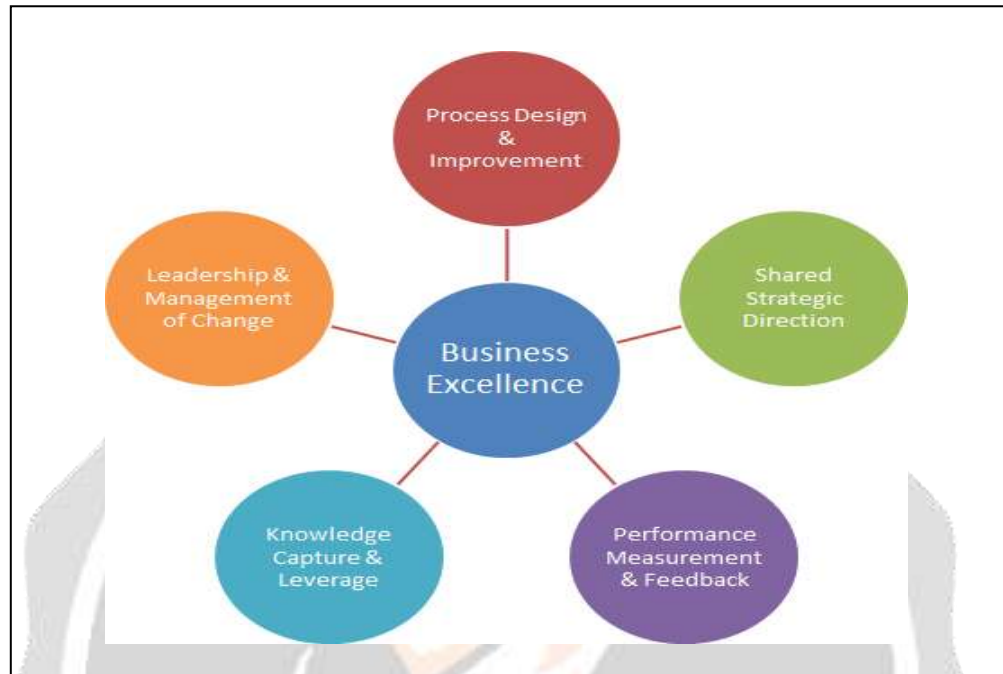 Process Design
&
Improvement
Leadership &
Management
of Change
Shared
Strategic
Direction
Business
Excellence
Knowledge
Capture &
Leverage
Performance
Measurement
& Feedback